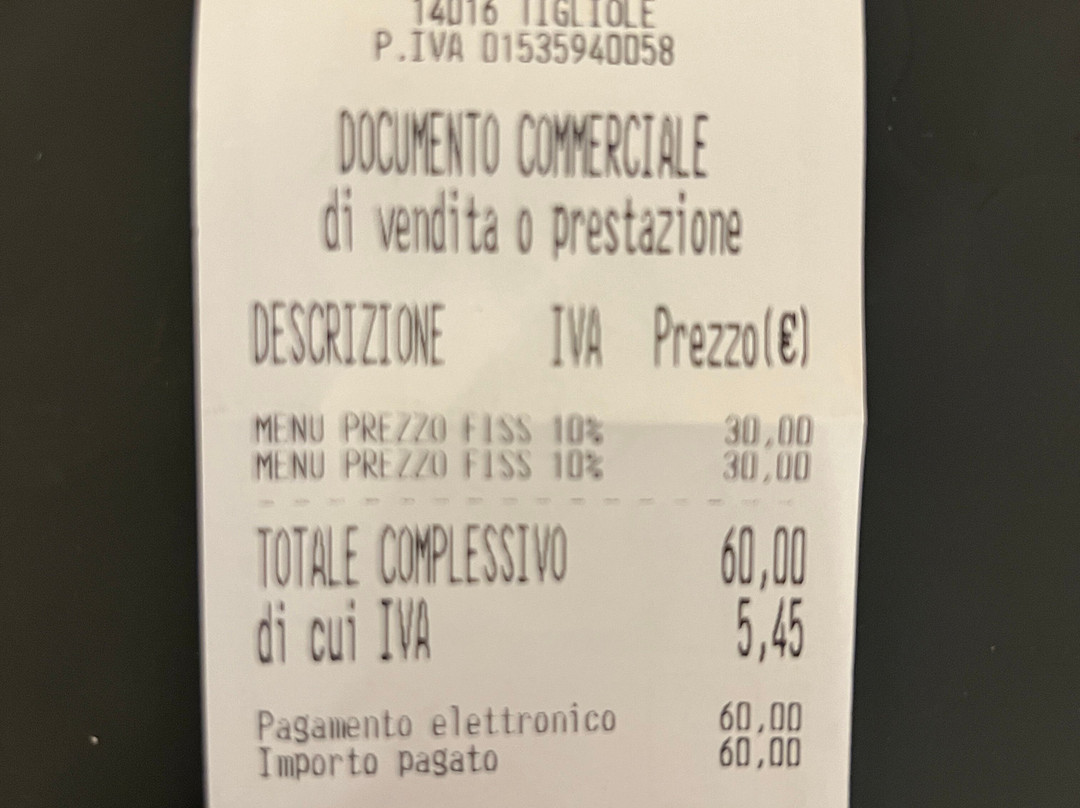 14016 TIGLIOLE
P.IVA 01535940058
DOCUMENTO COMMERCIALE
di vendita o prestazione
DESCRIZIONE IVA Prezzo(€)
MENU PREZZO FISS 10% 30,00
MENU PREZZO FISS 10% 30,00
TOTALE COMPLESSIVO 60,00
di cui IVA 5,45
Pagamento elettronico 60,00
Importo pagato 60,00